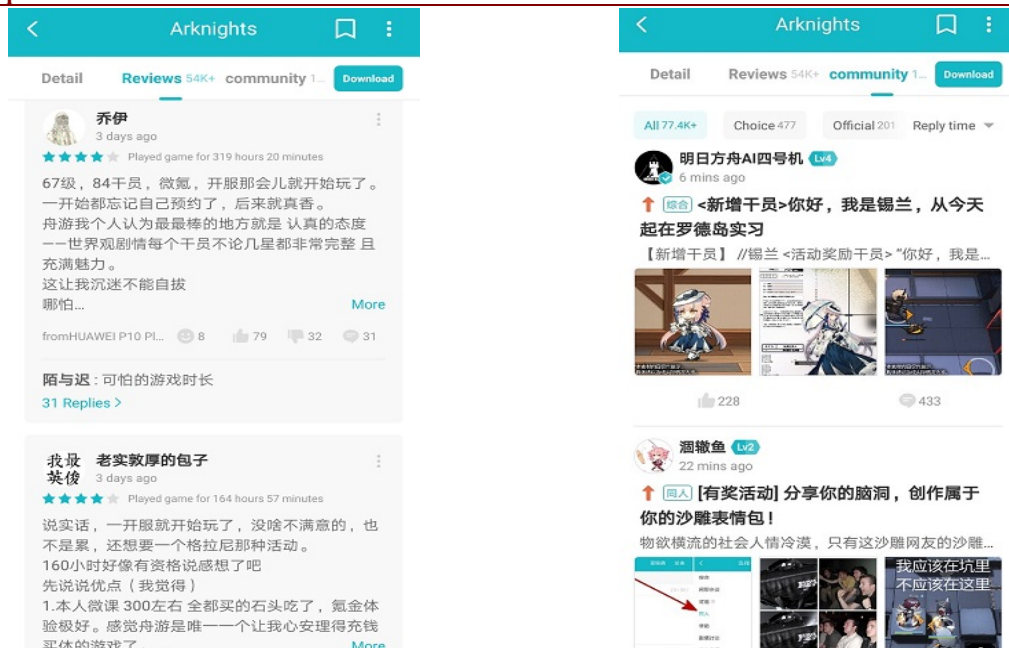 Arknights
Detail Reviews 54K+ community 1... Download
乔伊
3 days ago
Played game for 319 hours 20 minutes
67级，84干员，微氪，开服那会儿就开始玩了。
一开始都忘记自己预约了，后来就真香。
舟游我个人认为最最棒的地方就是 认真的态度
——世界观剧情每个干员不论几星都非常完整 且
充满魅力。
这让我沉迷不能自拔
哪怕... More
fromHUAWEI P10 Pl... 8 79 32 31
陌与迟 : 可怕的游戏时长
31 Replies >
我最
英俊
老实敦厚的包子
3 days ago
Played game for 164 hours 57 minutes
说实话，一开服就开始玩了，没啥不满意的，也
不是累，还想要一个格拉尼那种活动。
160小时好像有资格说感想了吧
先说说优点（我觉得）
1.本人微课 300左右 全都买的石头吃了，氪金体
验极好。感觉舟游是唯一一个让我心安理得充钱
买体的游戏了 More
Arknights
Detail Reviews 54K+ community 1... Download
All 77.4K+ Choice 477 Official 201 Reply time
明日方舟AI四号机 Lv4
6 mins ago
综合 <新增干员>你好，我是锡兰，从今天
起在罗德岛实习
【新增干员】 //锡兰 <活动奖励干员> “你好，我是...
228 433
涸辙鱼 Lv2
22 mins ago
同人 [有奖活动] 分享你的脑洞，创作属于
你的沙雕表情包！
物欲横流的社会人情冷漠，只有这沙雕网友的沙雕...
我应该在坑里
不应该在这里